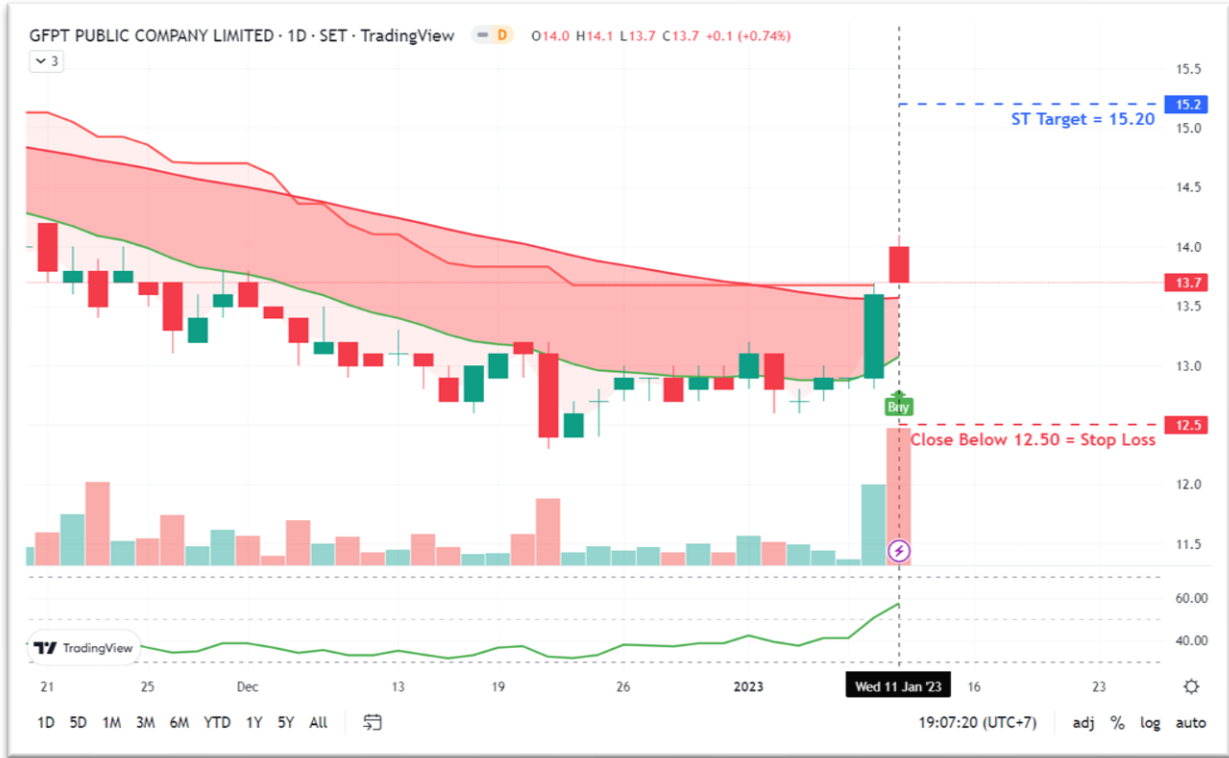 GFPT PUBLIC COMPANY LIMITED · 1D · SET · TradingView D O14.0 H14.1 L13.7 C13.7 +0.1 (+0.74%)
3
15.5
15.2
ST Target = 15.20
15.0
14.5
14.0
13.7
13.5
13.0
Buy
12.5
Close Below 12.50 = Stop Loss
12.0
11.5
60.00
40.00
TradingView
21 25 Dec 13 19 26 2023 Wed 11 Jan '23 16 23
1D 5D 1M 3M 6M YTD 1Y 5Y All 19:07:20 (UTC+7) adj % log auto